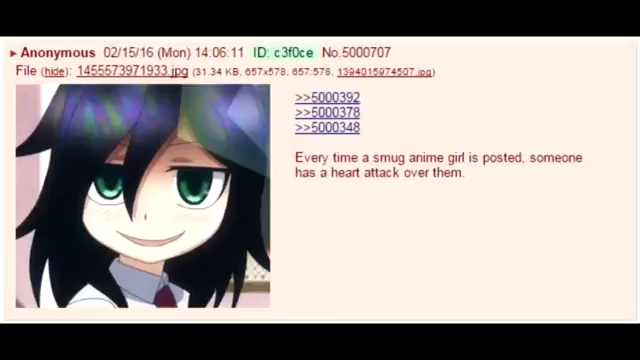 ▶ Anonymous 02/15/16 (Mon) 14:06:11 ID: c3f0ce No.5000707
File (hide): 1455573971933.jpg (31.34 KB, 657x578, 657:578, 1394015974507.jpg)
>>5000392
>>5000378
>>5000348
Every time a smug anime girl is posted, someone
has a heart attack over them.